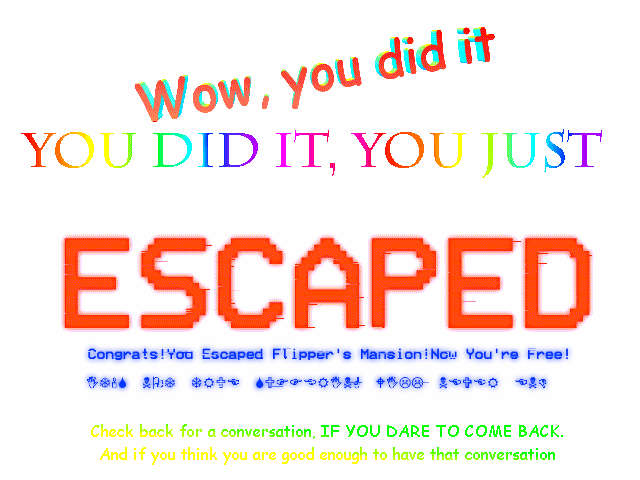 Wow, you did it
YOU DID IT, YOU JUST
ESCAPED
Congrats!You Escaped Flipper's Mansion!Now You're Free!
Check back for a conversation, IF YOU DARE TO COME BACK.
And if you think you are good enough to have that conversation